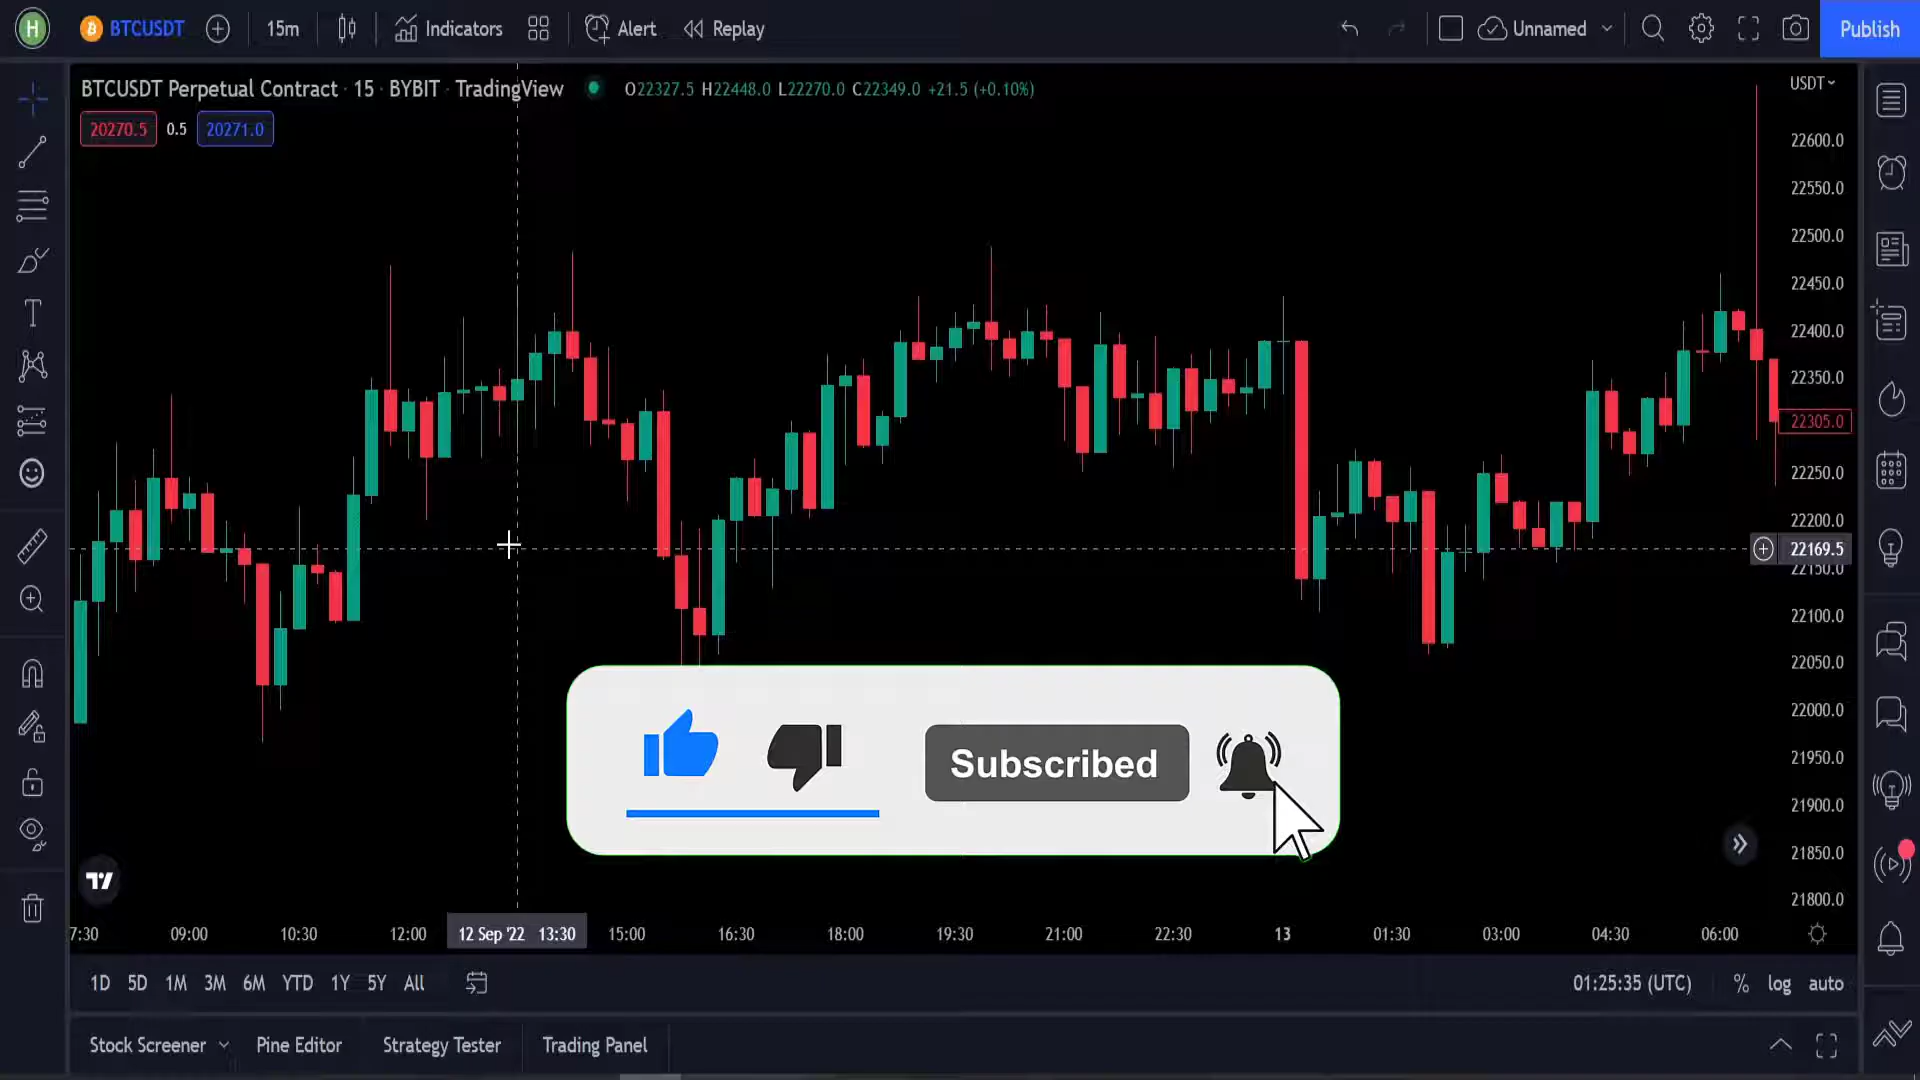 H BTCUSDT 15m Indicators Alert Replay Unnamed Publish
BTCUSDT Perpetual Contract · 15 · BYBIT · TradingView O22327.5 H22448.0 L22270.0 C22349.0 +21.5 (+0.10%) USDT
20270.5 0.5 20271.0
22600.0
22550.0
22500.0
22450.0
22400.0
22350.0
22305.0
22250.0
22200.0
22169.5
22150.0
22100.0
22050.0
22000.0
21950.0
21900.0
21850.0
21800.0
Subscribed
7:30 09:00 10:30 12:00 12 Sep '22 13:30 15:00 16:30 18:00 19:30 21:00 22:30 13 01:30 03:00 04:30 06:00
1D 5D 1M 3M 6M YTD 1Y 5Y All 01:25:35 (UTC) % log auto
Stock Screener Pine Editor Strategy Tester Trading Panel